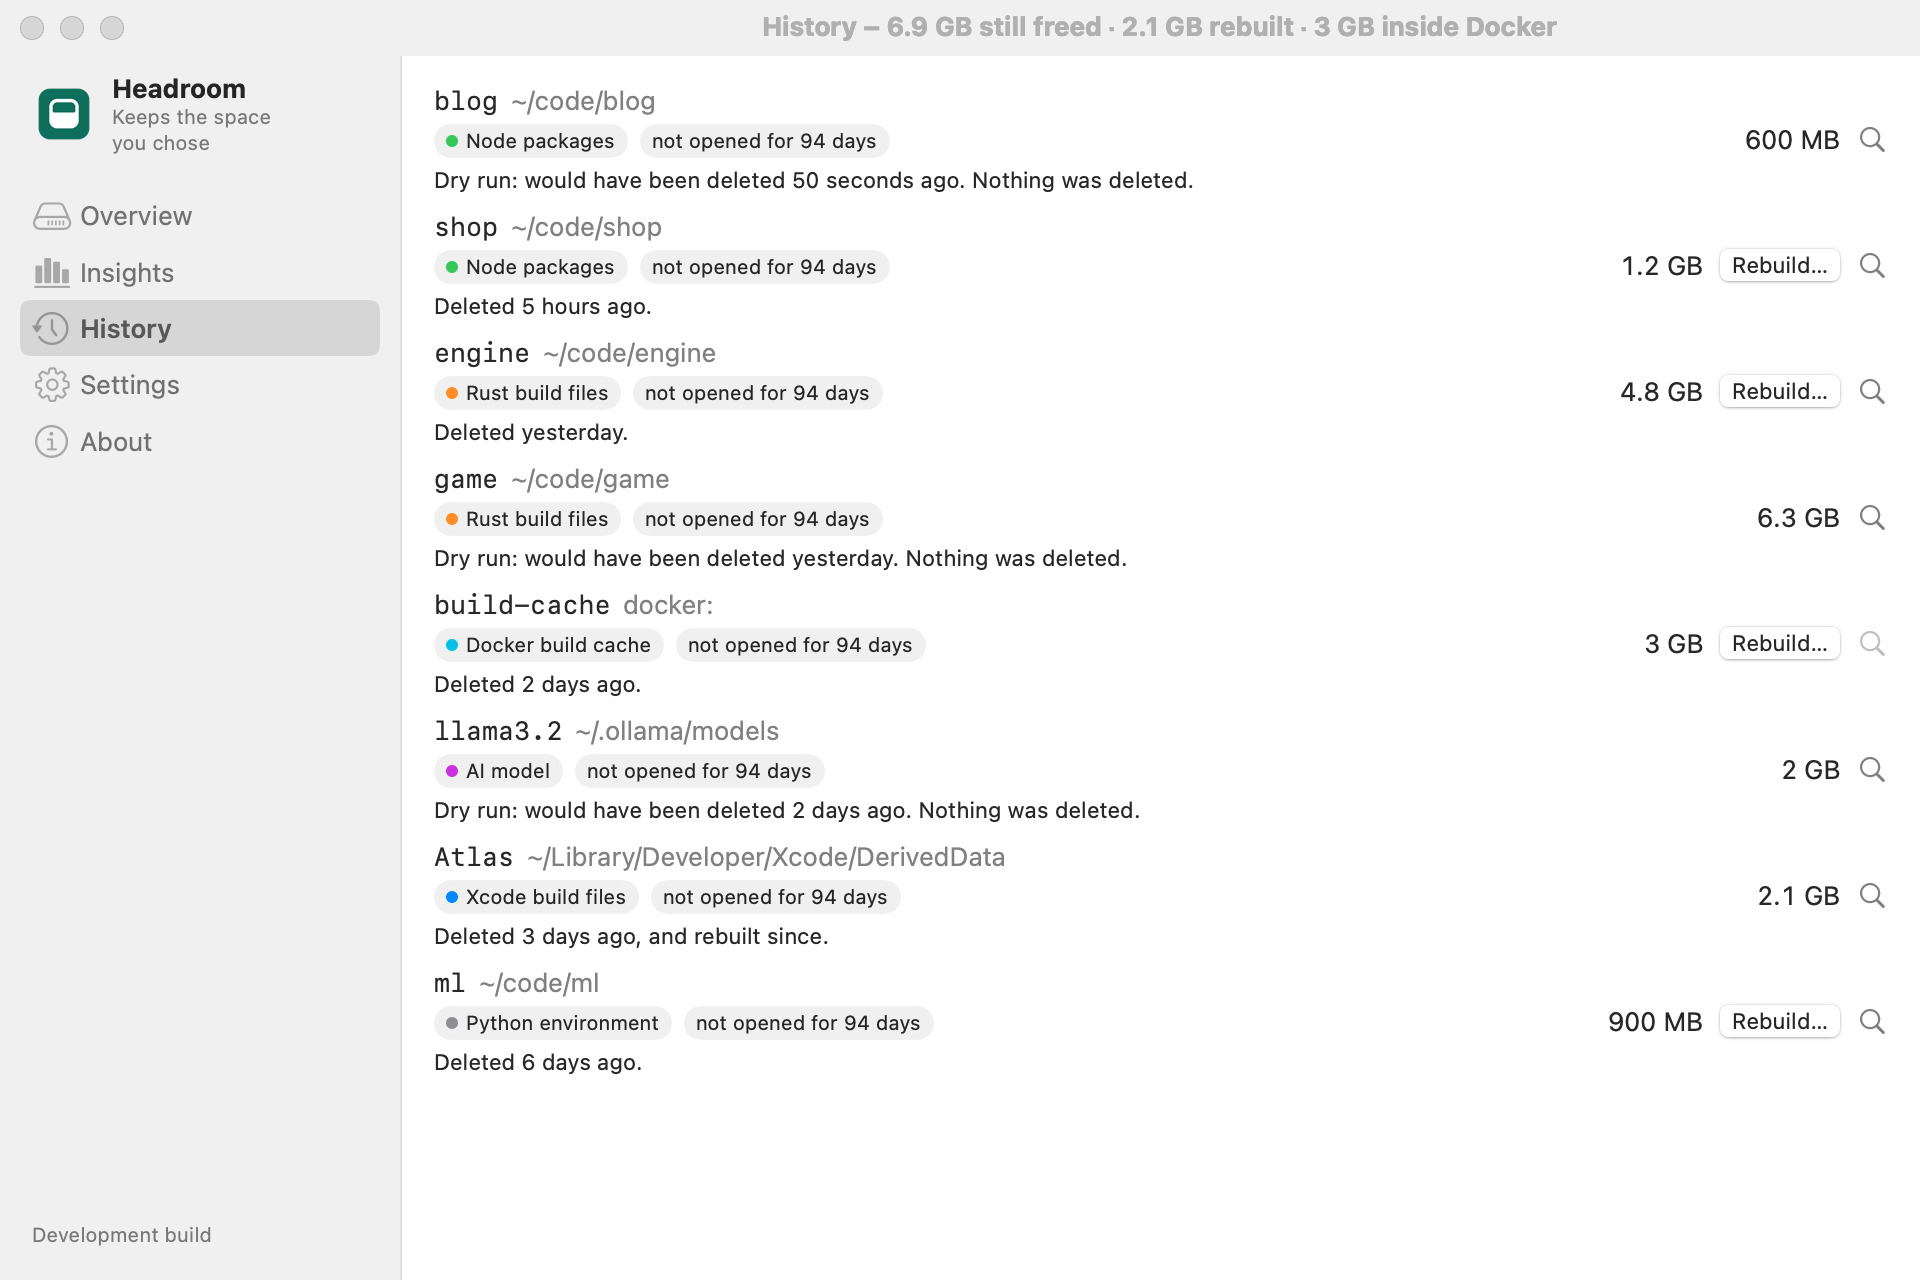 History – 6.9 GB still freed · 2.1 GB rebuilt · 3 GB inside Docker
Headroom
Keeps the space
you chose
Overview
Insights
History
Settings
About
Development build
blog ~/code/blog
Node packages not opened for 94 days 600 MB
Dry run: would have been deleted 50 seconds ago. Nothing was deleted.
shop ~/code/shop
Node packages not opened for 94 days 1.2 GB Rebuild...
Deleted 5 hours ago.
engine ~/code/engine
Rust build files not opened for 94 days 4.8 GB Rebuild...
Deleted yesterday.
game ~/code/game
Rust build files not opened for 94 days 6.3 GB
Dry run: would have been deleted yesterday. Nothing was deleted.
build-cache docker:
Docker build cache not opened for 94 days 3 GB Rebuild...
Deleted 2 days ago.
llama3.2 ~/.ollama/models
AI model not opened for 94 days 2 GB
Dry run: would have been deleted 2 days ago. Nothing was deleted.
Atlas ~/Library/Developer/Xcode/DerivedData
Xcode build files not opened for 94 days 2.1 GB
Deleted 3 days ago, and rebuilt since.
ml ~/code/ml
Python environment not opened for 94 days 900 MB Rebuild...
Deleted 6 days ago.